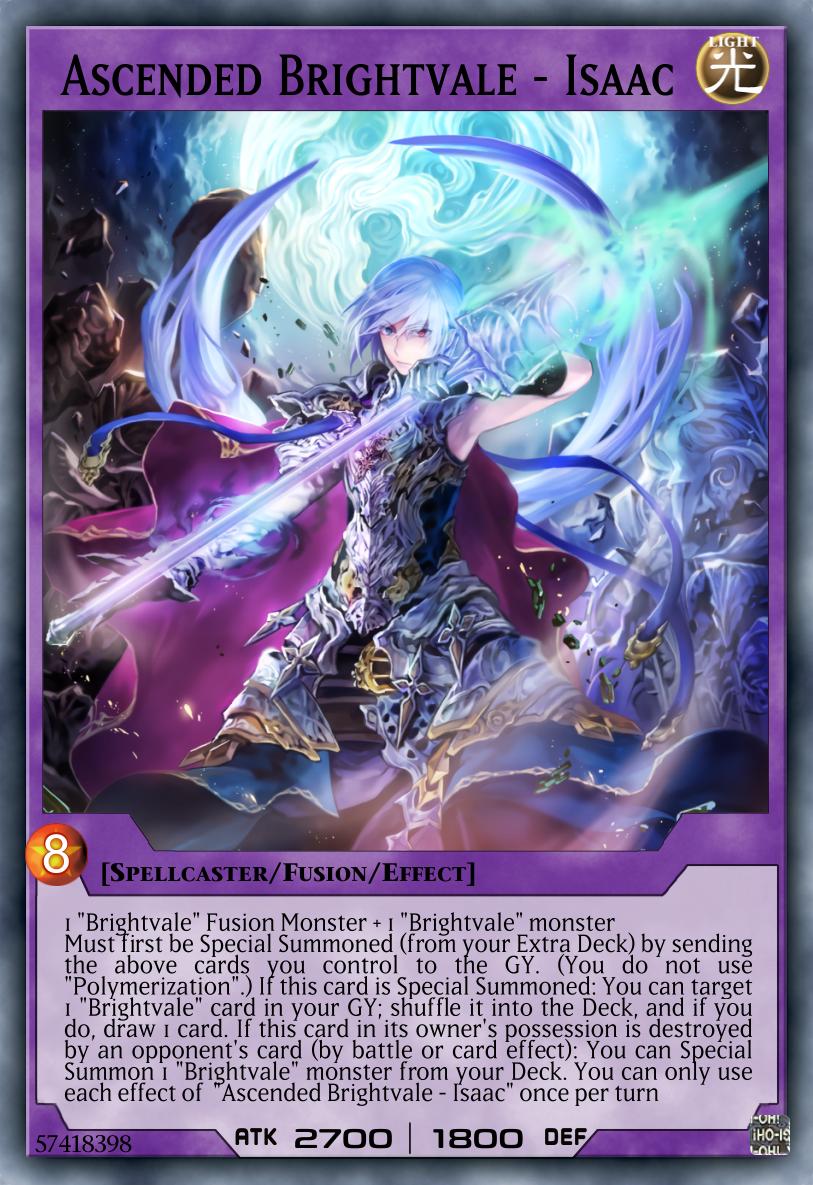 Ascended Brightvale - Isaac
LIGHT
光
8
[Spellcaster/Fusion/Effect]
1 "Brightvale" Fusion Monster + 1 "Brightvale" monster
Must first be Special Summoned (from your Extra Deck) by sending
the above cards you control to the GY. (You do not use
"Polymerization".) If this card is Special Summoned: You can target
1 "Brightvale" card in your GY; shuffle it into the Deck, and if you
do, draw 1 card. If this card in its owner's possession is destroyed
by an opponent's card (by battle or card effect): You can Special
Summon 1 "Brightvale" monster from your Deck. You can only use
each effect of "Ascended Brightvale - Isaac" once per turn
57418398
ATK 2700 | 1800 DEF